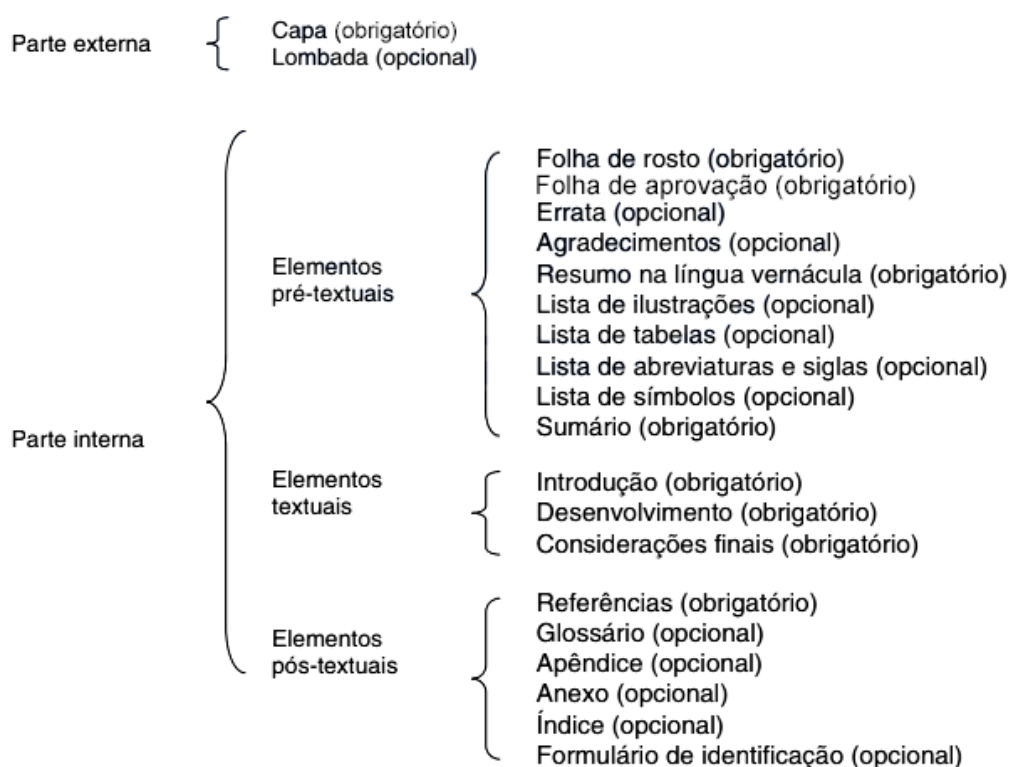 Parte externa
Capa (obrigatório)
Lombada (opcional)
Parte interna
Elementos
pré-textuais
Folha de rosto (obrigatório)
Folha de aprovação (obrigatório)
Errata (opcional)
Agradecimentos (opcional)
Resumo na língua vernácula (obrigatório)
Lista de ilustrações (opcional)
Lista de tabelas (opcional)
Lista de abreviaturas e siglas (opcional)
Lista de símbolos (opcional)
Sumário (obrigatório)
Elementos
textuais
Introdução (obrigatório)
Desenvolvimento (obrigatório)
Considerações finais (obrigatório)
Elementos
pós-textuais
Referências (obrigatório)
Glossário (opcional)
Apêndice (opcional)
Anexo (opcional)
Índice (opcional)
Formulário de identificação (opcional)